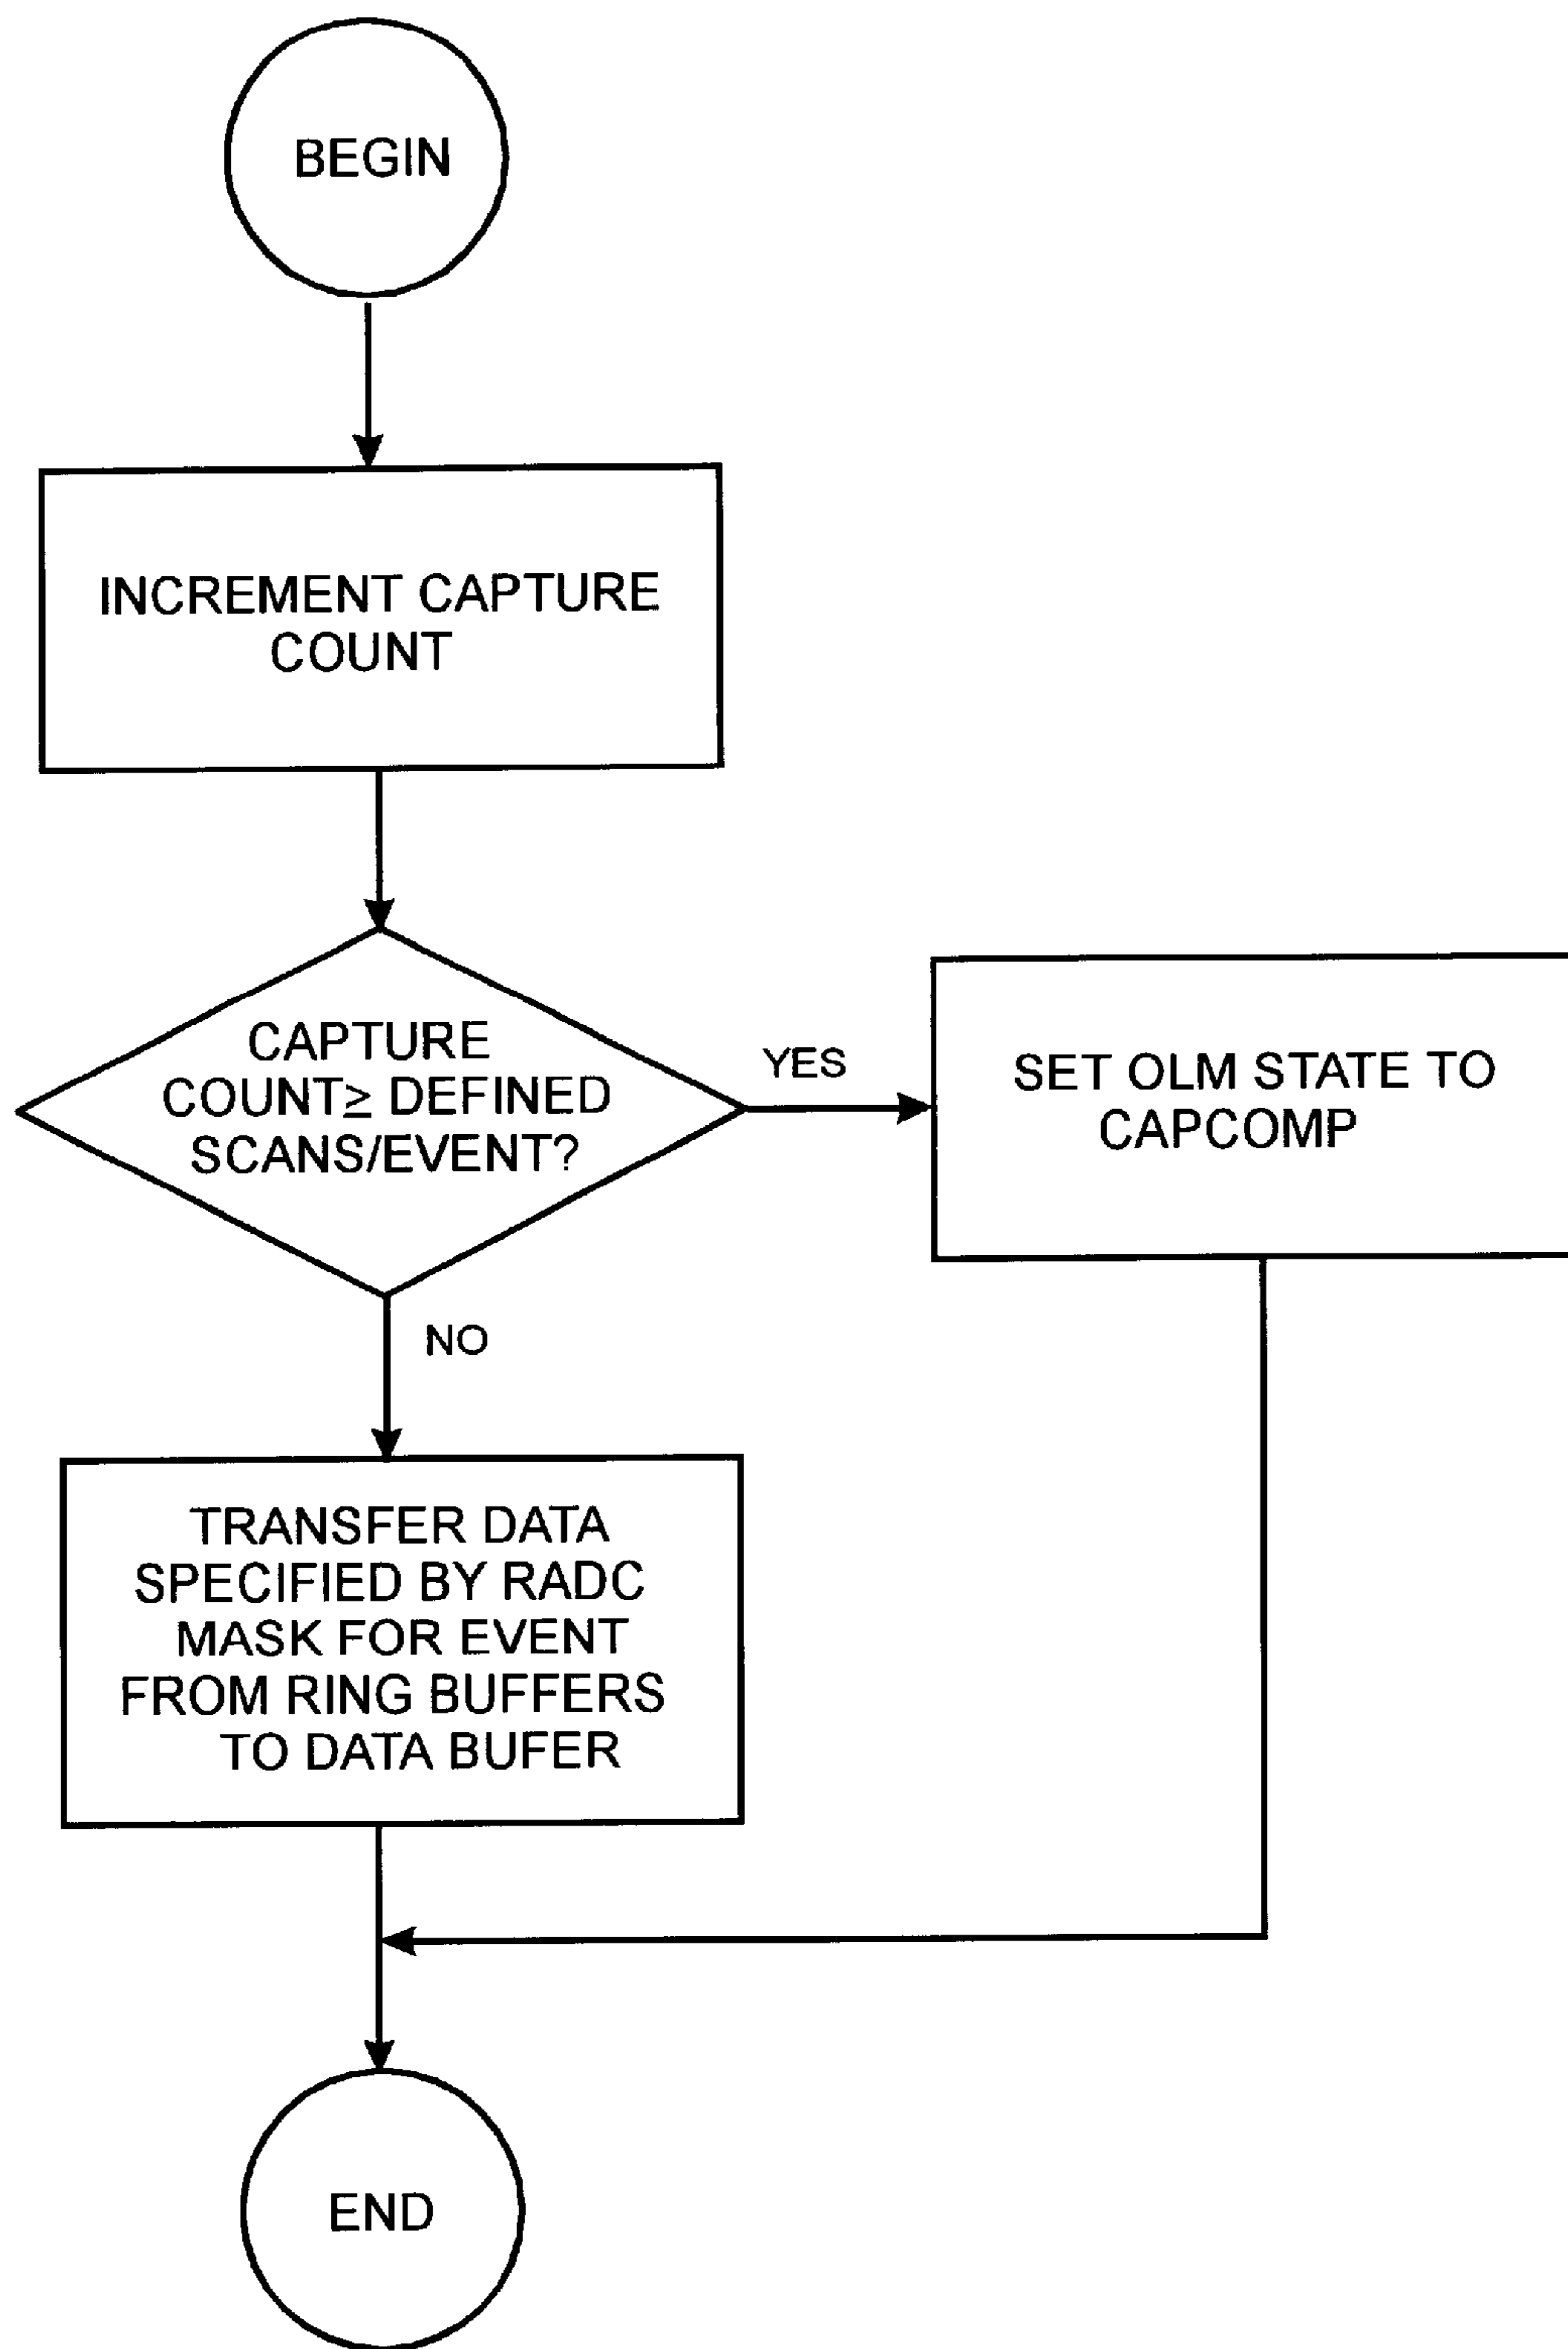 BEGIN
INCREMENT CAPTURE
COUNT
CAPTURE
COUNT≥ DEFINED
SCANS/EVENT?
YES
SET OLM STATE TO
CAPCOMP
NO
TRANSFER DATA
SPECIFIED BY RADC
MASK FOR EVENT
FROM RING BUFFERS
TO DATA BUFER
END